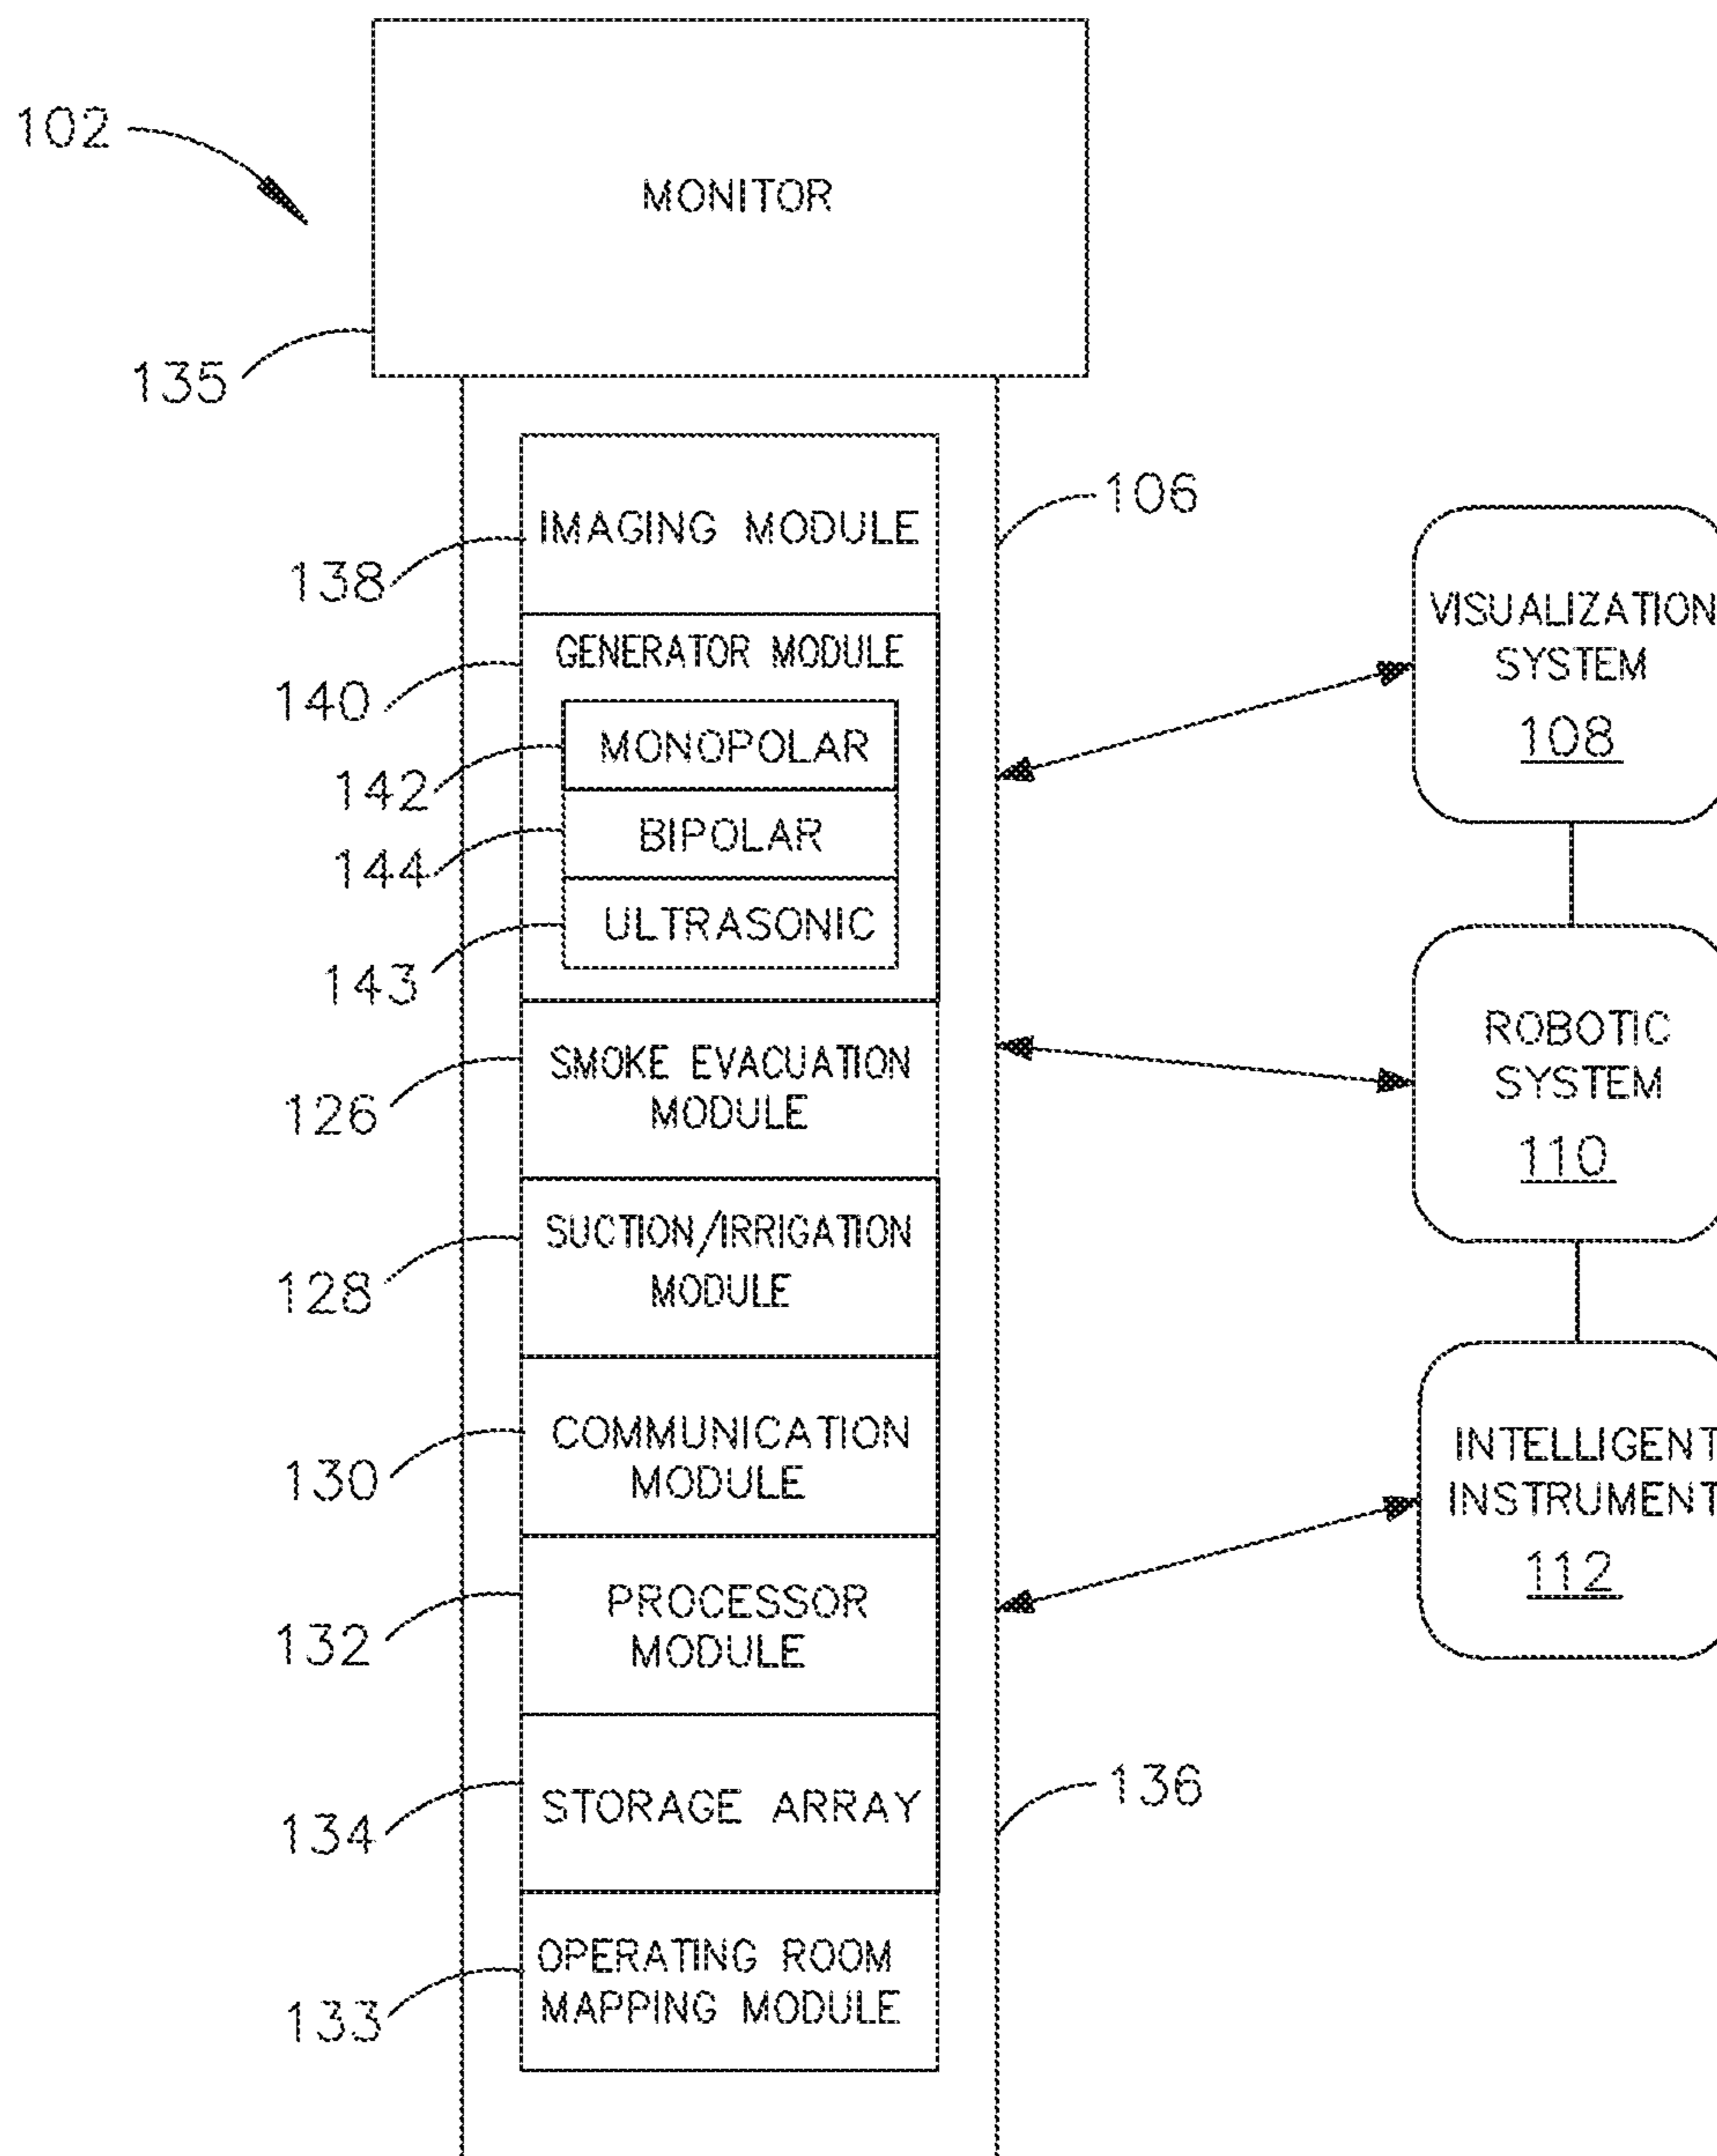 102
MONITOR
135
106
IMAGING MODULE
138
GENERATOR MODULE
140
MONOPOLAR
142
BIPOLAR
144
ULTRASONIC
143
SMOKE EVACUATION
MODULE
126
SUCTION/IRRIGATION
MODULE
128
COMMUNICATION
MODULE
130
PROCESSOR
MODULE
132
STORAGE ARRAY
134
136
OPERATING ROOM
MAPPING MODULE
133
VISUALIZATION
SYSTEM
108
ROBOTIC
SYSTEM
110
INTELLIGENT
INSTRUMENT
112